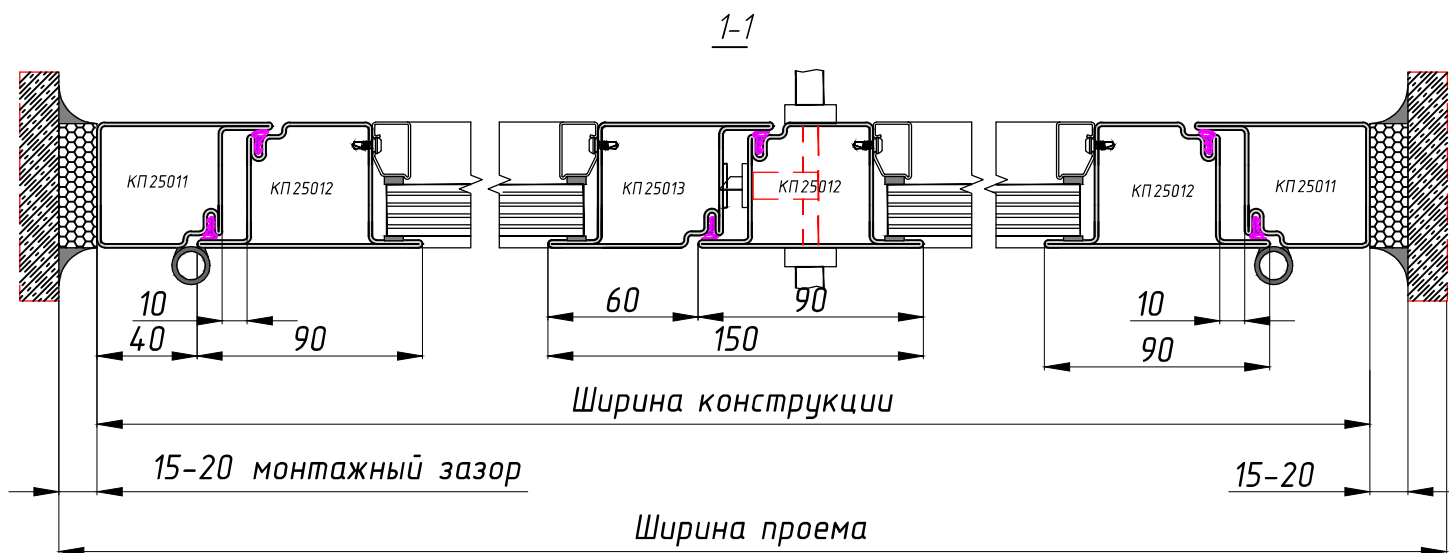 1-1
КП25011
КП25012
КП25013
КП25012
КП25012
КП25011
10
60
90
10
40
90
150
90
Ширина конструкции
15-20 монтажный зазор
15-20
Ширина проема